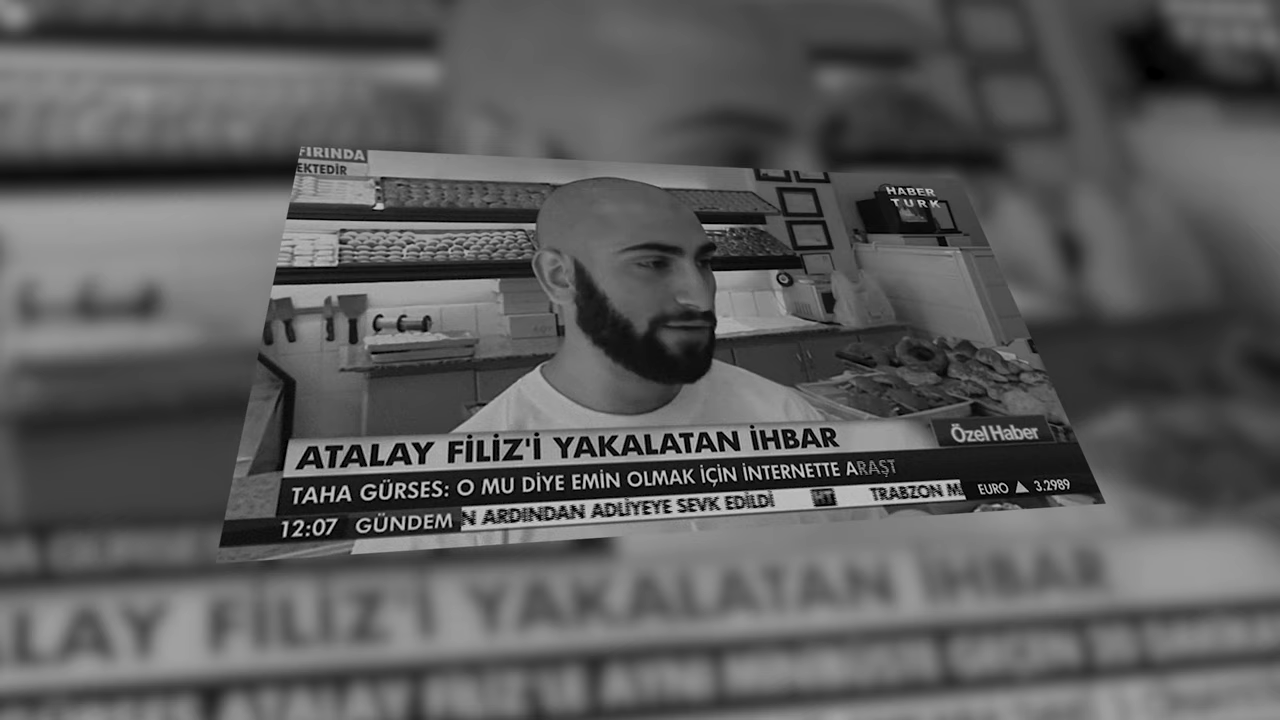 FIRINDA
EKTEDİR
HABER
TURK
ATALAY FİLİZ'İ YAKALATAN İHBAR
Özel Haber
TAHA GÜRSES: O MU DİYE EMİN OLMAK İÇİN İNTERNETTE ARAŞT
12:07 GÜNDEM N ARDINDAN ADLİYEYE SEVK EDİLDİ HT TRABZON M EURO ▲ 3.2989
ALAY FİLİZ'İ YAKALATAN İHBAR